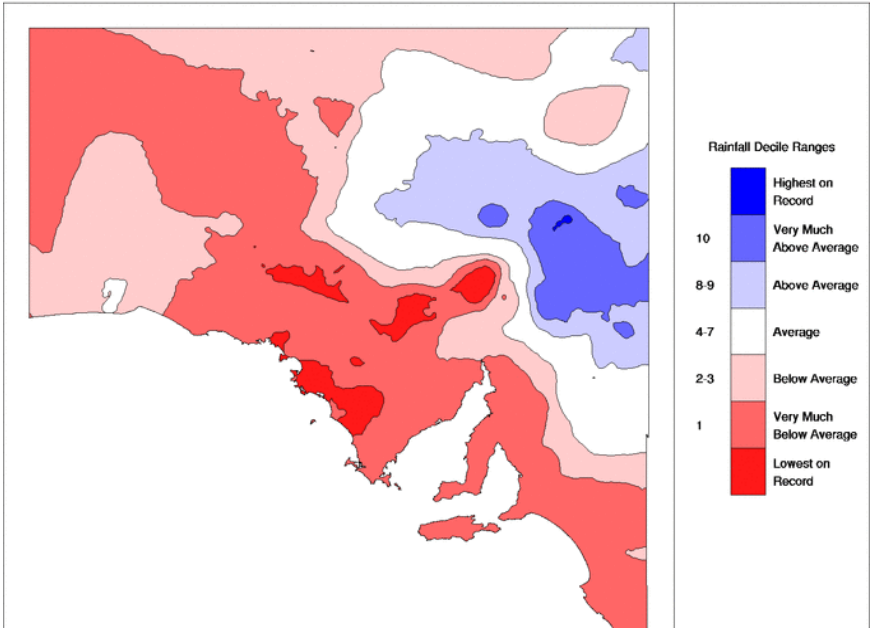 Rainfall Decile Ranges
Highest on
Record
10
Very Much
Above Average
8-9
Above Average
4-7
Average
2-3
Below Average
1
Very Much
Below Average
Lowest on
Record